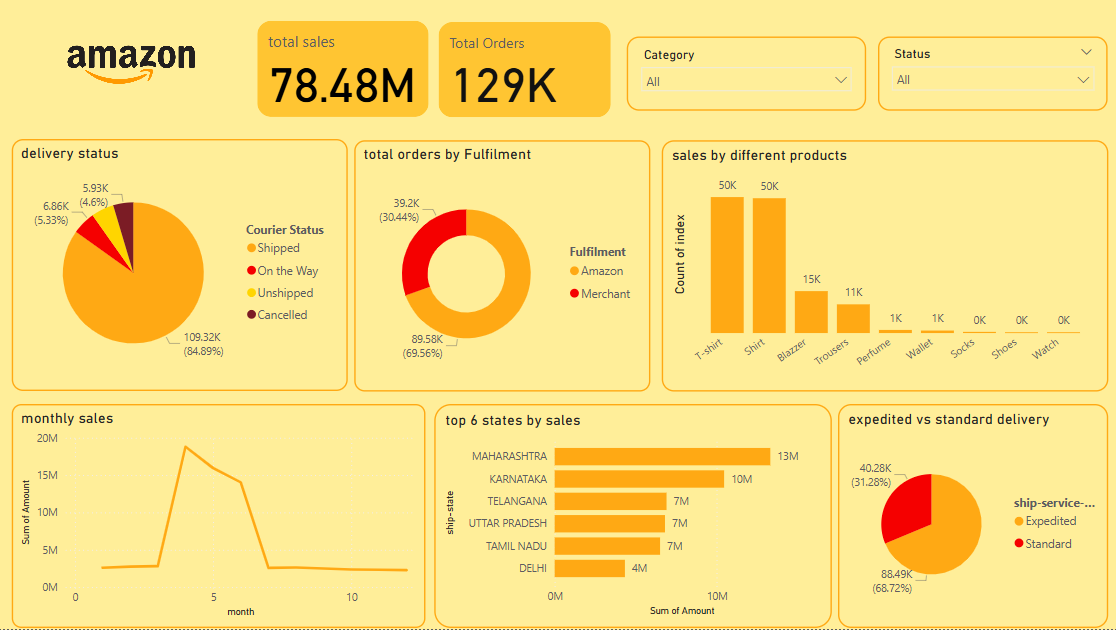 amazon
total sales
78.48M
Total Orders
129K
Category
All
Status
All
delivery status
5.93K
(4.6%)
6.86K
(5.33%)
109.32K
(84.89%)
Courier Status
Shipped
On the Way
Unshipped
Cancelled
total orders by Fulfilment
39.2K
(30.44%)
89.58K
(69.56%)
Fulfilment
Amazon
Merchant
sales by different products
Count of index
50K
50K
15K
11K
1K
1K
0K
0K
0K
T-shirt
Shirt
Blazzer
Trousers
Perfume
Wallet
Socks
Shoes
Watch
monthly sales
Sum of Amount
20M
15M
10M
5M
0M
0
5
10
month
top 6 states by sales
ship-state
MAHARASHTRA
13M
KARNATAKA
10M
TELANGANA
7M
UTTAR PRADESH
7M
TAMIL NADU
7M
DELHI
4M
0M
10M
Sum of Amount
expedited vs standard delivery
40.28K
(31.28%)
88.49K
(68.72%)
ship-service-...
Expedited
Standard